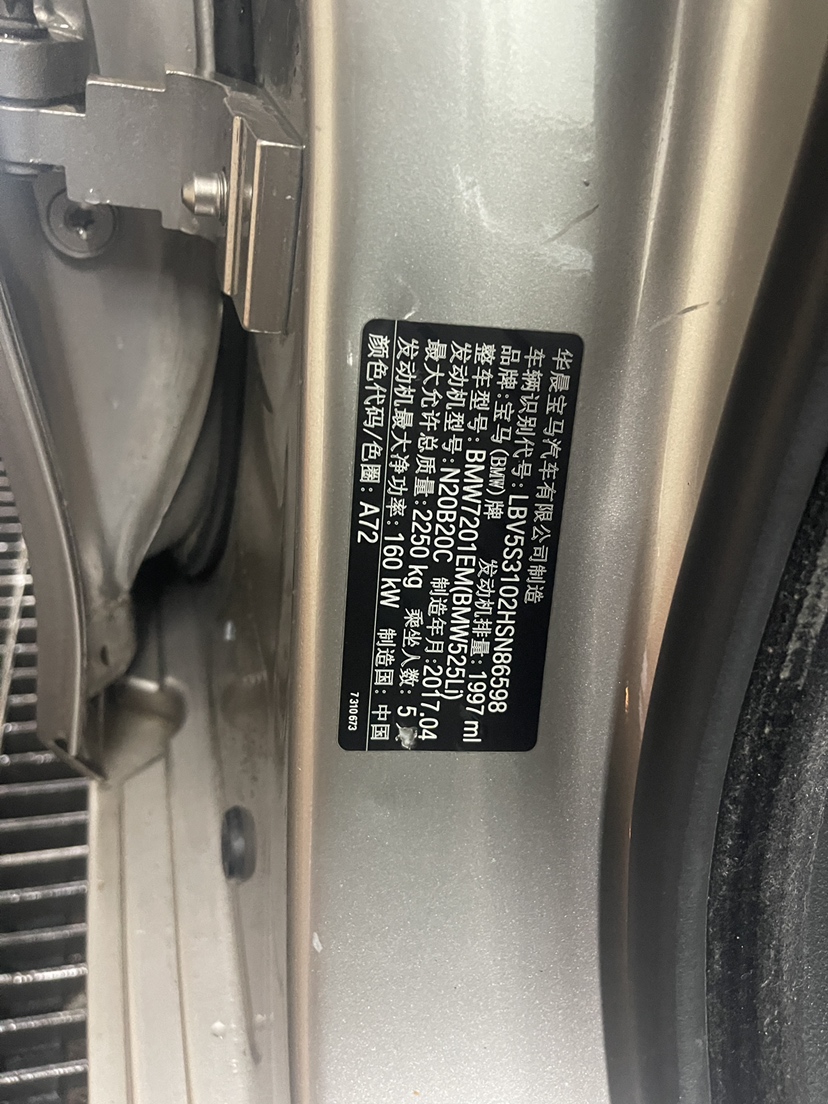 华晨宝马汽车有限公司制造
车辆识别代号:LBV5S3102HSN86598
品牌:宝马(BMW)牌 发动机排量:1997 ml
整车型号:BMW7201EM(BMW525Li)
发动机型号:N20B20C 制造年月:2017.04
最大允许总质量:2250 kg 乘坐人数: 5
发动机最大净功率: 160 kW 制造国: 中国
颜色代码/色圈: A72
7 310 673